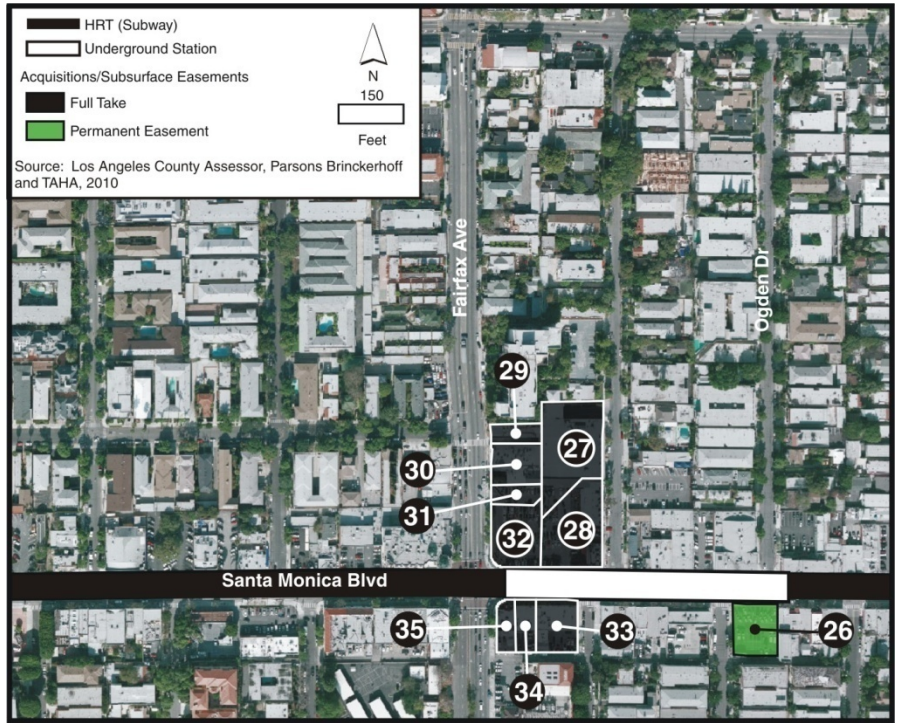 HRT (Subway)
Underground Station
Acquisitions/Subsurface Easements
Full Take
Permanent Easement
N
150
Feet
Source: Los Angeles County Assessor, Parsons Brinckerhoff
and TAHA, 2010
Fairfax Ave
Ogden Dr
29
27
30
31
32
28
Santa Monica Blvd
35
33
26
34